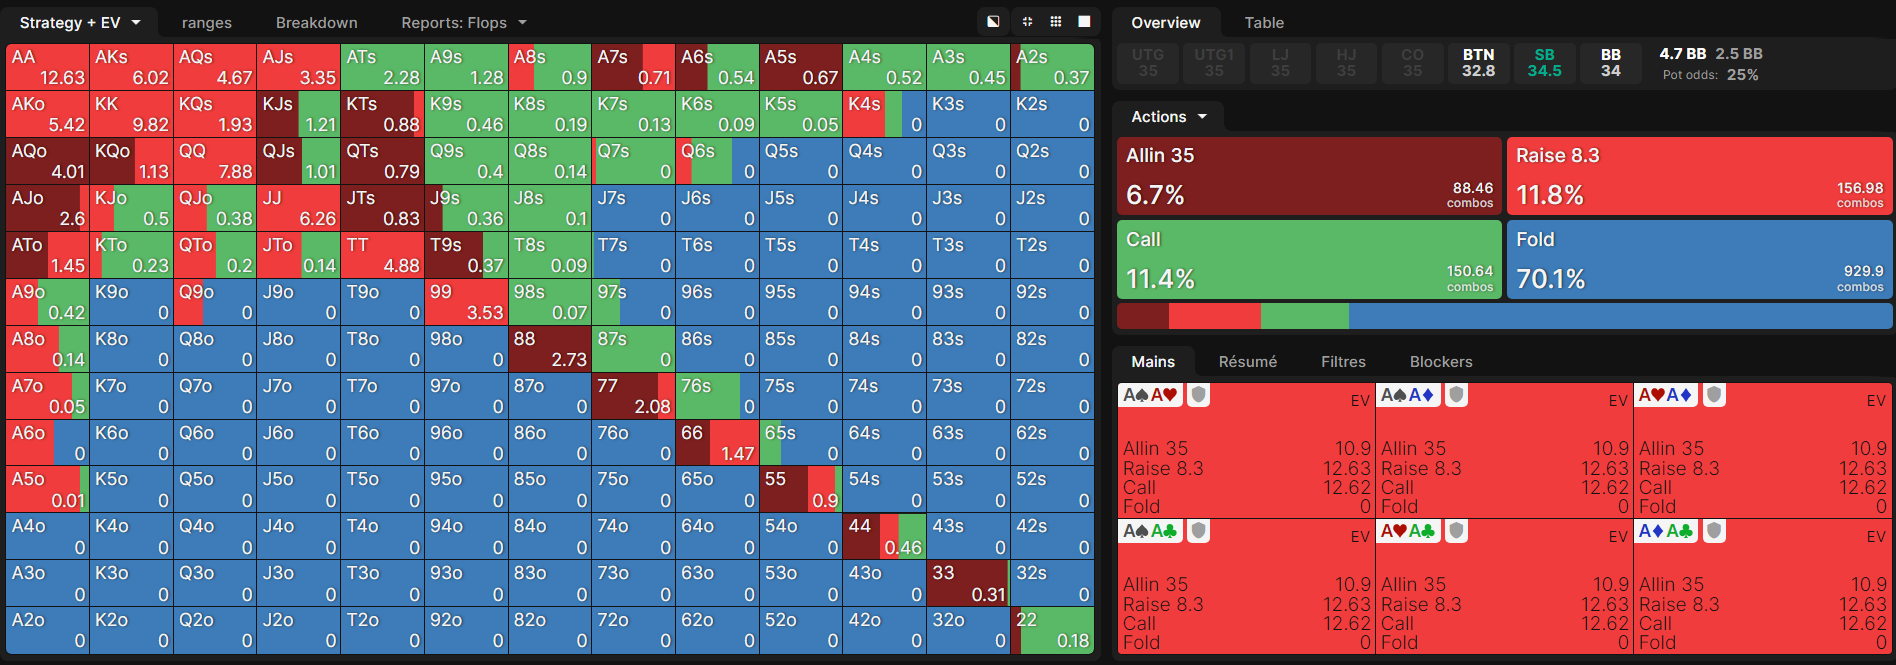 Strategy + EV ranges Breakdown Reports: Flops
AA AKs AQs AJs ATs A9s A8s A7s A6s A5s A4s A3s A2s
12.63 6.02 4.67 3.35 2.28 1.28 0.9 0.71 0.54 0.67 0.52 0.45 0.37
AKo KK KQs KJs KTs K9s K8s K7s K6s K5s K4s K3s K2s
5.42 9.82 1.93 1.21 0.88 0.46 0.19 0.13 0.09 0.05 0 0 0
AQo KQo QQ QJs QTs Q9s Q8s Q7s Q6s Q5s Q4s Q3s Q2s
4.01 1.13 7.88 1.01 0.79 0.4 0.14 0 0 0 0 0 0
AJo KJo QJo JJ JTs J9s J8s J7s J6s J5s J4s J3s J2s
2.6 0.5 0.38 6.26 0.83 0.36 0.1 0 0 0 0 0 0
ATo KTo QTo JTo TT T9s T8s T7s T6s T5s T4s T3s T2s
1.45 0.23 0.2 0.14 4.88 0.37 0.09 0 0 0 0 0 0
A9o K9o Q9o J9o T9o 99 98s 97s 96s 95s 94s 93s 92s
0.42 0 0 0 0 3.53 0.07 0 0 0 0 0 0
A8o K8o Q8o J8o T8o 98o 88 87s 86s 85s 84s 83s 82s
0.14 0 0 0 0 0 2.73 0 0 0 0 0 0
A7o K7o Q7o J7o T7o 97o 87o 77 76s 75s 74s 73s 72s
0.05 0 0 0 0 0 0 2.08 0 0 0 0 0
A6o K6o Q6o J6o T6o 96o 86o 76o 66 65s 64s 63s 62s
0 0 0 0 0 0 0 0 1.47 0 0 0 0
A5o K5o Q5o J5o T5o 95o 85o 75o 65o 55 54s 53s 52s
0.01 0 0 0 0 0 0 0 0 0.9 0 0 0
A4o K4o Q4o J4o T4o 94o 84o 74o 64o 54o 44 43s 42s
0 0 0 0 0 0 0 0 0 0 0.46 0 0
A3o K3o Q3o J3o T3o 93o 83o 73o 63o 53o 43o 33 32s
0 0 0 0 0 0 0 0 0 0 0 0.31 0
A2o K2o Q2o J2o T2o 92o 82o 72o 62o 52o 42o 32o 22
0 0 0 0 0 0 0 0 0 0 0 0 0.18
Overview Table
UTG UTG1 LJ HJ CO BTN SB BB 4.7 BB 2.5 BB
35 35 35 35 35 32.8 34.5 34 Pot odds: 25%
Actions
Allin 35 Raise 8.3
6.7% 88.46 combos 11.8% 156.98 combos
Call Fold
11.4% 150.64 combos 70.1% 929.9 combos
Mains Résumé Filtres Blockers
A♠A♥ EV A♠A♦ EV A♥A♦ EV
Allin 35 10.9 Allin 35 10.9 Allin 35 10.9
Raise 8.3 12.63 Raise 8.3 12.63 Raise 8.3 12.63
Call 12.62 Call 12.62 Call 12.62
Fold 0 Fold 0 Fold 0
A♠A♣ EV A♥A♣ EV A♦A♣ EV
Allin 35 10.9 Allin 35 10.9 Allin 35 10.9
Raise 8.3 12.63 Raise 8.3 12.63 Raise 8.3 12.63
Call 12.62 Call 12.62 Call 12.62
Fold 0 Fold 0 Fold 0